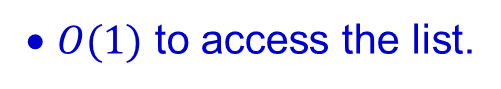 • O(1) to access the list.